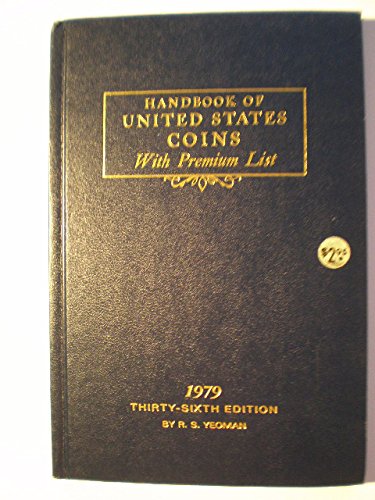 HANDBOOK OF
UNITED STATES
COINS
With Premium List
$2.95
1979
THIRTY-SIXTH EDITION
BY R. S. YEOMAN